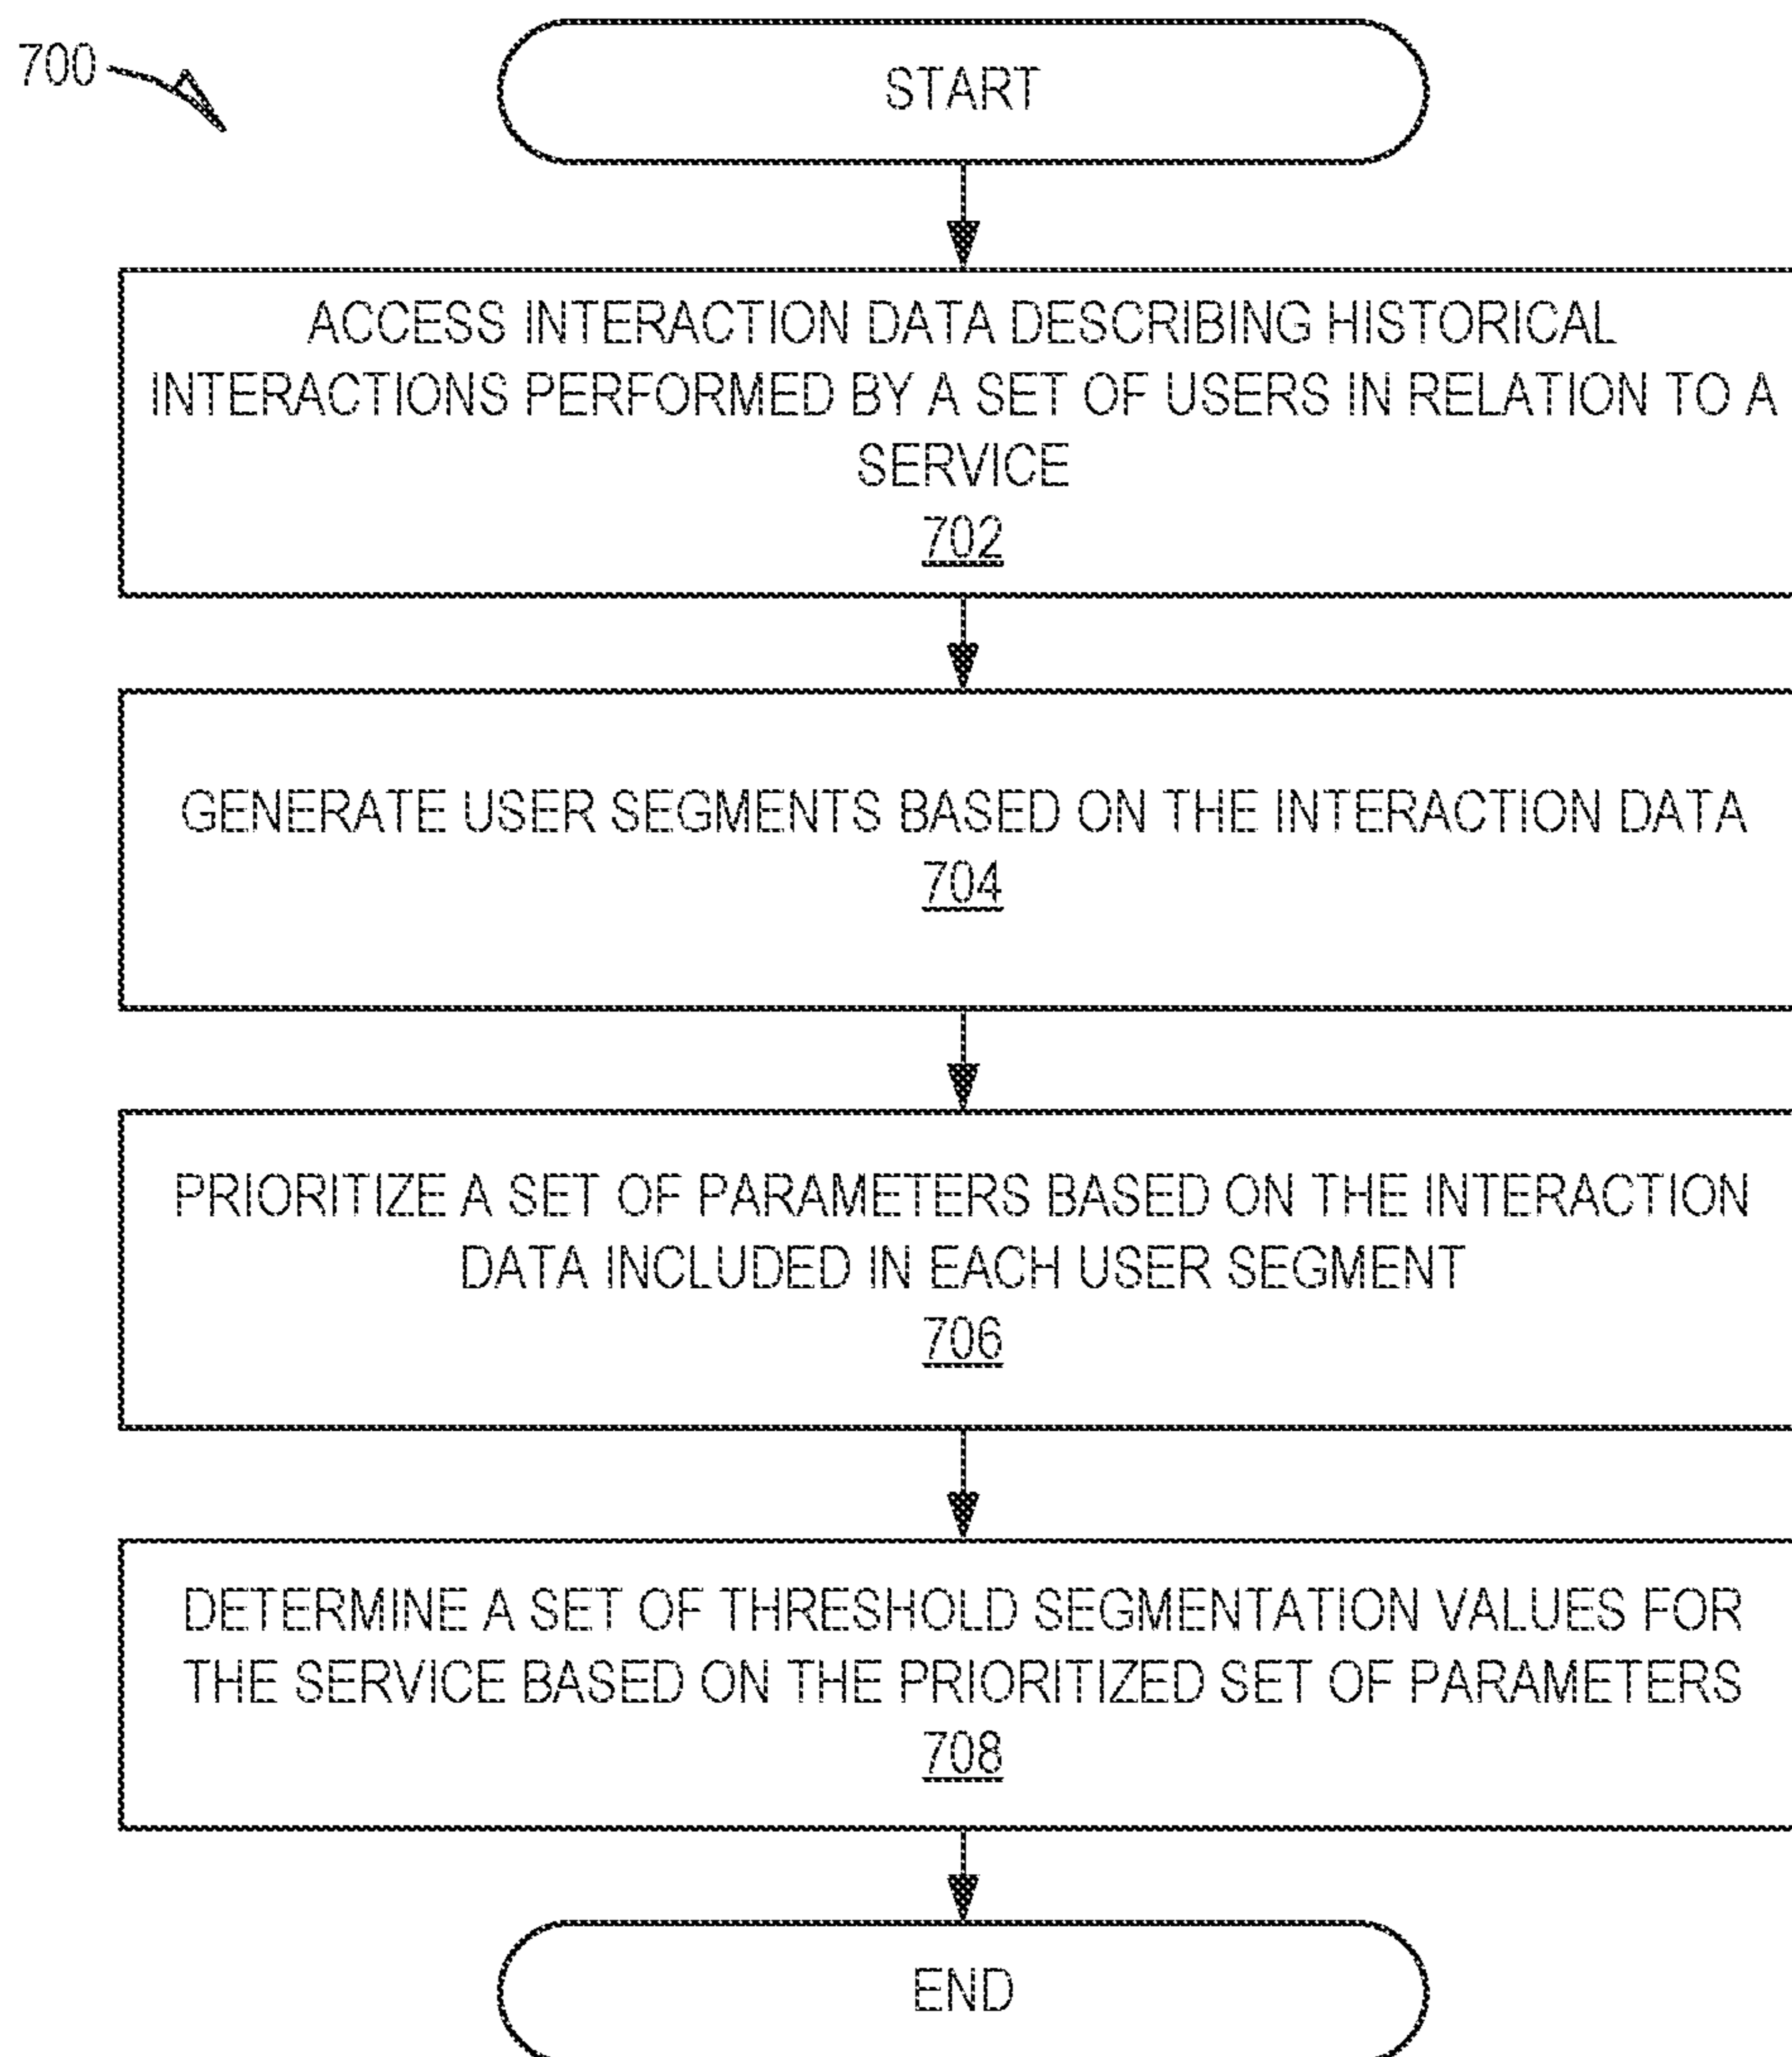 700
START
ACCESS INTERACTION DATA DESCRIBING HISTORICAL
INTERACTIONS PERFORMED BY A SET OF USERS IN RELATION TO A
SERVICE
702
GENERATE USER SEGMENTS BASED ON THE INTERACTION DATA
704
PRIORITIZE A SET OF PARAMETERS BASED ON THE INTERACTION
DATA INCLUDED IN EACH USER SEGMENT
706
DETERMINE A SET OF THRESHOLD SEGMENTATION VALUES FOR
THE SERVICE BASED ON THE PRIORITIZED SET OF PARAMETERS
708
END